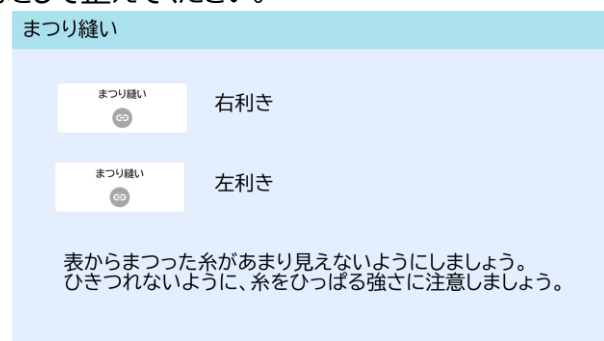 まつり縫い
まつり縫い
右利き
まつり縫い
左利き
表からまつった糸があまり見えないようにしましょう。
ひきつれないように、糸をひっぱる強さに注意しましょう。